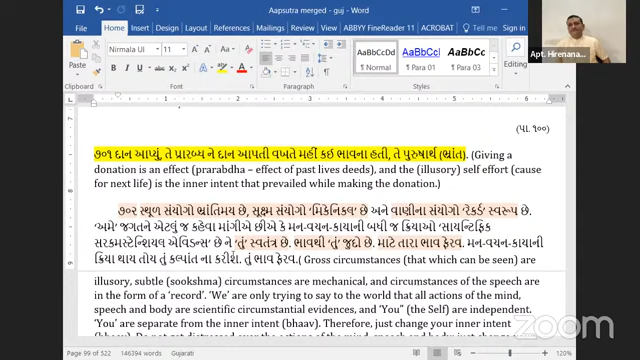 Aapsutra merged - guj - Word
File Home Insert Design Layout References Mailings Review View ABBYY FineReader 11 ACROBAT Tell me... Share
Paste
Clipboard
Nirmala UI 11
B I U abc
Font
Paragraph
AaBbCcDd AaBbCcI AaBbCcI
¶ Normal ¶ Para 01 ¶ Para 03
Styles
Editing
Apt. Hirenana
(પા. ૧૦૦)
૭૦૧ દાન આપ્યું, તે પ્રારબ્ધ ને દાન આપતી વખતે મહીં કઈ ભાવના હતી, તે પુરુષાર્થ (ભ્રાંત). (Giving a
donation is an effect (prarabdha – effect of past lives deeds), and the (illusory) self effort (cause
for next life) is the inner intent that prevailed while making the donation.)
૭૦૨ સ્થૂળ સંયોગો ભ્રાંતિમય છે, સૂક્ષ્મ સંયોગો 'મિકેનિકલ' છે અને વાણીના સંયોગો 'રેકર્ડ' સ્વરૂપ છે.
'અમે' જગતને એટલું જ કહેવા માંગીએ છીએ કે મન-વચન-કાયાની બધી જ ક્રિયાઓ 'સાયન્ટિફિક
સરકમસ્ટેન્શિયલ એવિડન્સ' છે ને 'તું' સ્વતંત્ર છે. ભાવથી 'તું' જુદો છે. માટે તારા ભાવ ફેરવ. મન-વચન-કાયાની
ક્રિયા થાય તોય તું કલ્પાંત ના કરીશ. તું ભાવ ફેરવ. ( Gross circumstances (that which can be seen) are
illusory, subtle (sookshma) circumstances are mechanical, and circumstances of the speech are
in the form of a 'record'. 'We' are only trying to say to the world that all actions of the mind,
speech and body are scientific circumstantial evidences, and 'You" (the Self) are independent.
'You' are separate from the inner intent (bhaav). Therefore, just change your inner intent
Page 99 of 522 146394 words Gujarati 120%
zoom